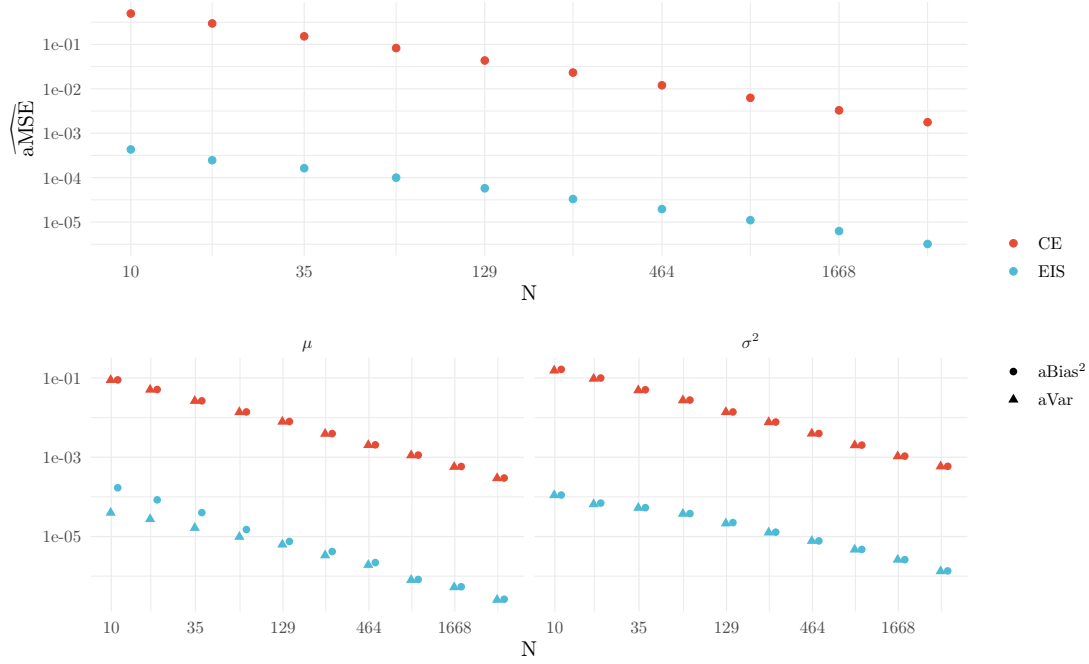 1e-01
1e-02
1e-03
1e-04
1e-05
aMSE
10 35 129 464 1668
N
CE
EIS
μ σ²
1e-01
1e-03
1e-05
10 35 129 464 1668 10 35 129 464 1668
N
aBias²
aVar